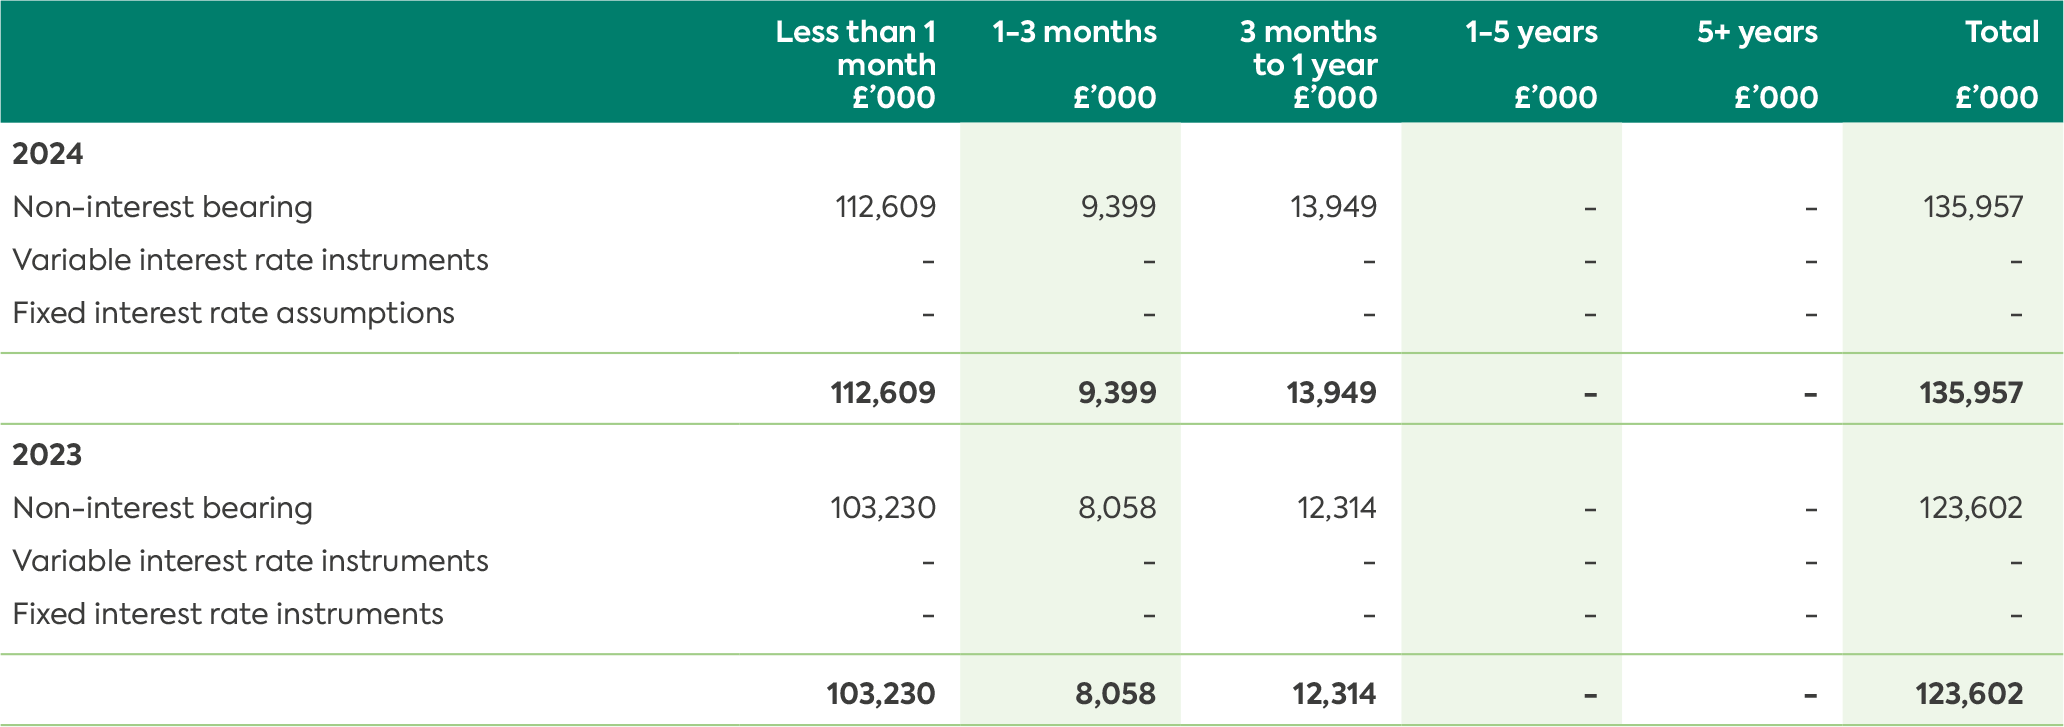 Less than 1 1-3 months 3 months 1-5 years 5+ years Total
month to 1 year
£’000 £’000 £’000 £’000 £’000 £’000
2024
Non-interest bearing 112,609 9,399 13,949 – – 135,957
Variable interest rate instruments – – – – – –
Fixed interest rate assumptions – – – – – –
112,609 9,399 13,949 – – 135,957
2023
Non-interest bearing 103,230 8,058 12,314 – – 123,602
Variable interest rate instruments – – – – – –
Fixed interest rate instruments – – – – – –
103,230 8,058 12,314 – – 123,602